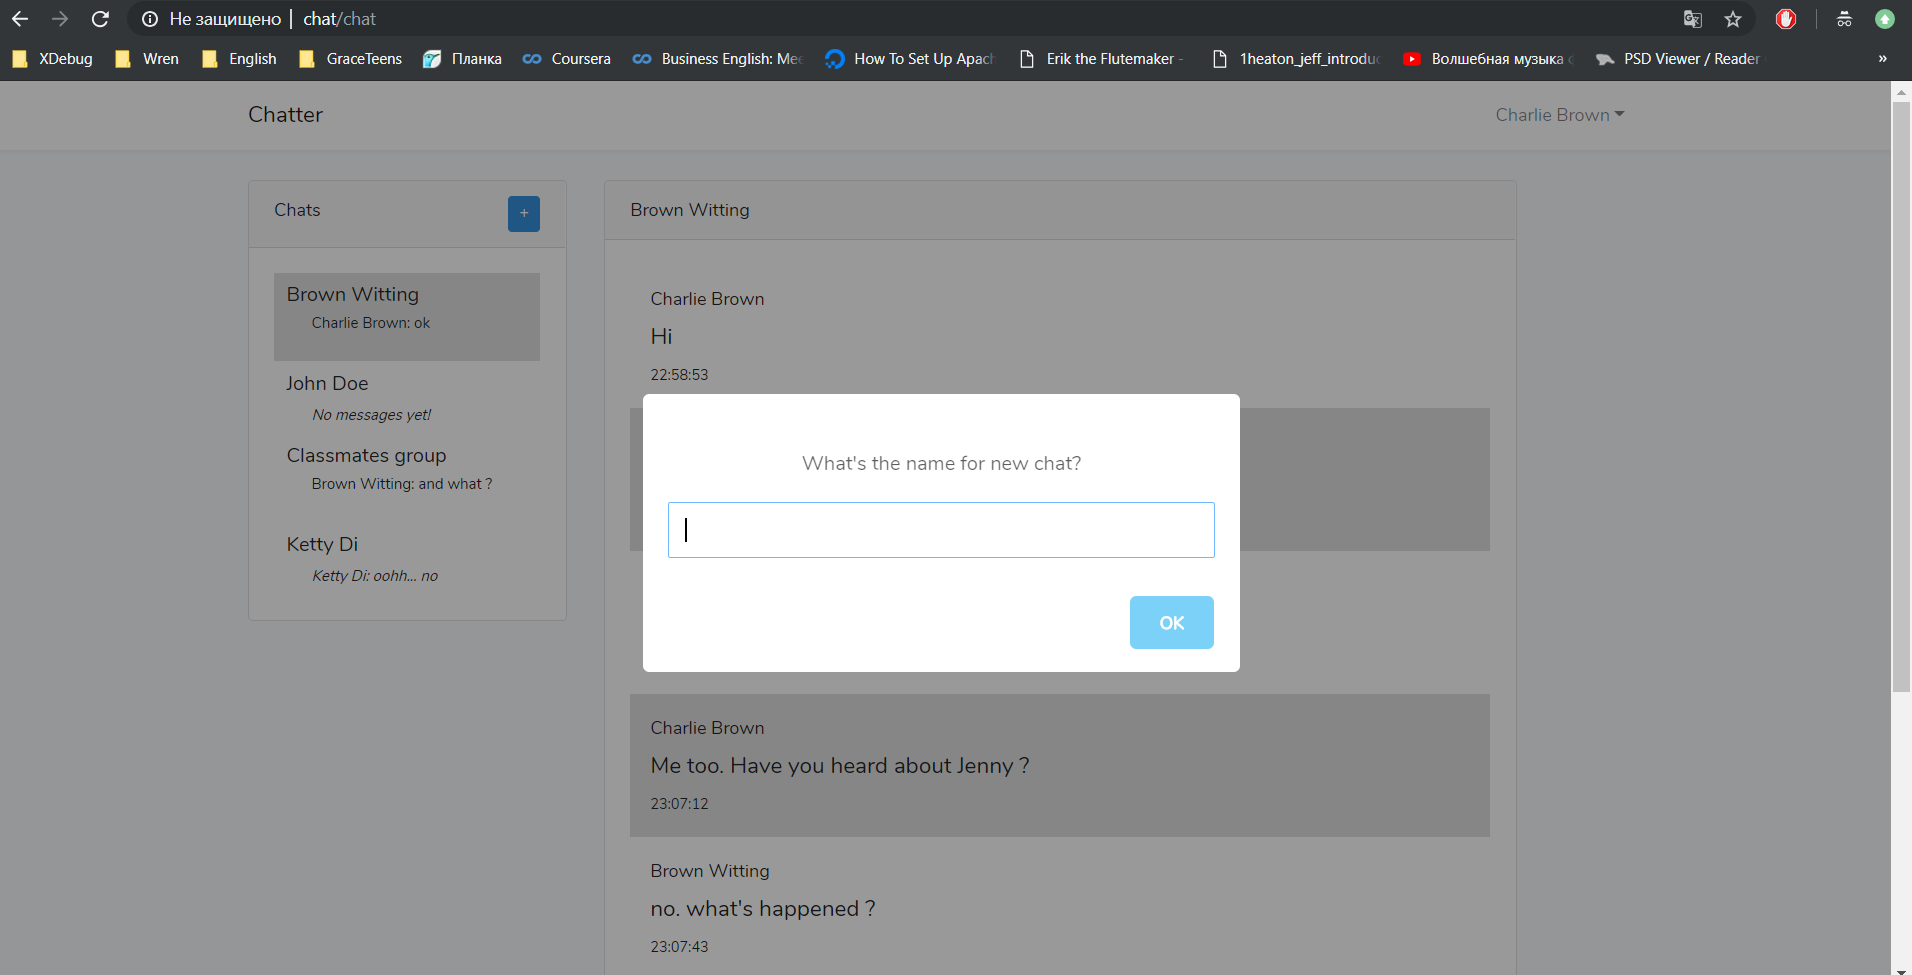 Не защищено | chat/chat
XDebug Wren English GraceTeens Планка Coursera Business English: Me How To Set Up Apac Erik the Flutemaker - 1heaton_jeff_introdu Волшебная музыка PSD Viewer / Reader »
Chatter Charlie Brown
Chats +
Brown Witting
Charlie Brown: ok
John Doe
No messages yet!
Classmates group
Brown Witting: and what ?
Ketty Di
Ketty Di: oohh... no
Brown Witting
Charlie Brown
Hi
22:58:53
What's the name for new chat?
OK
Charlie Brown
Me too. Have you heard about Jenny ?
23:07:12
Brown Witting
no. what's happened ?
23:07:43